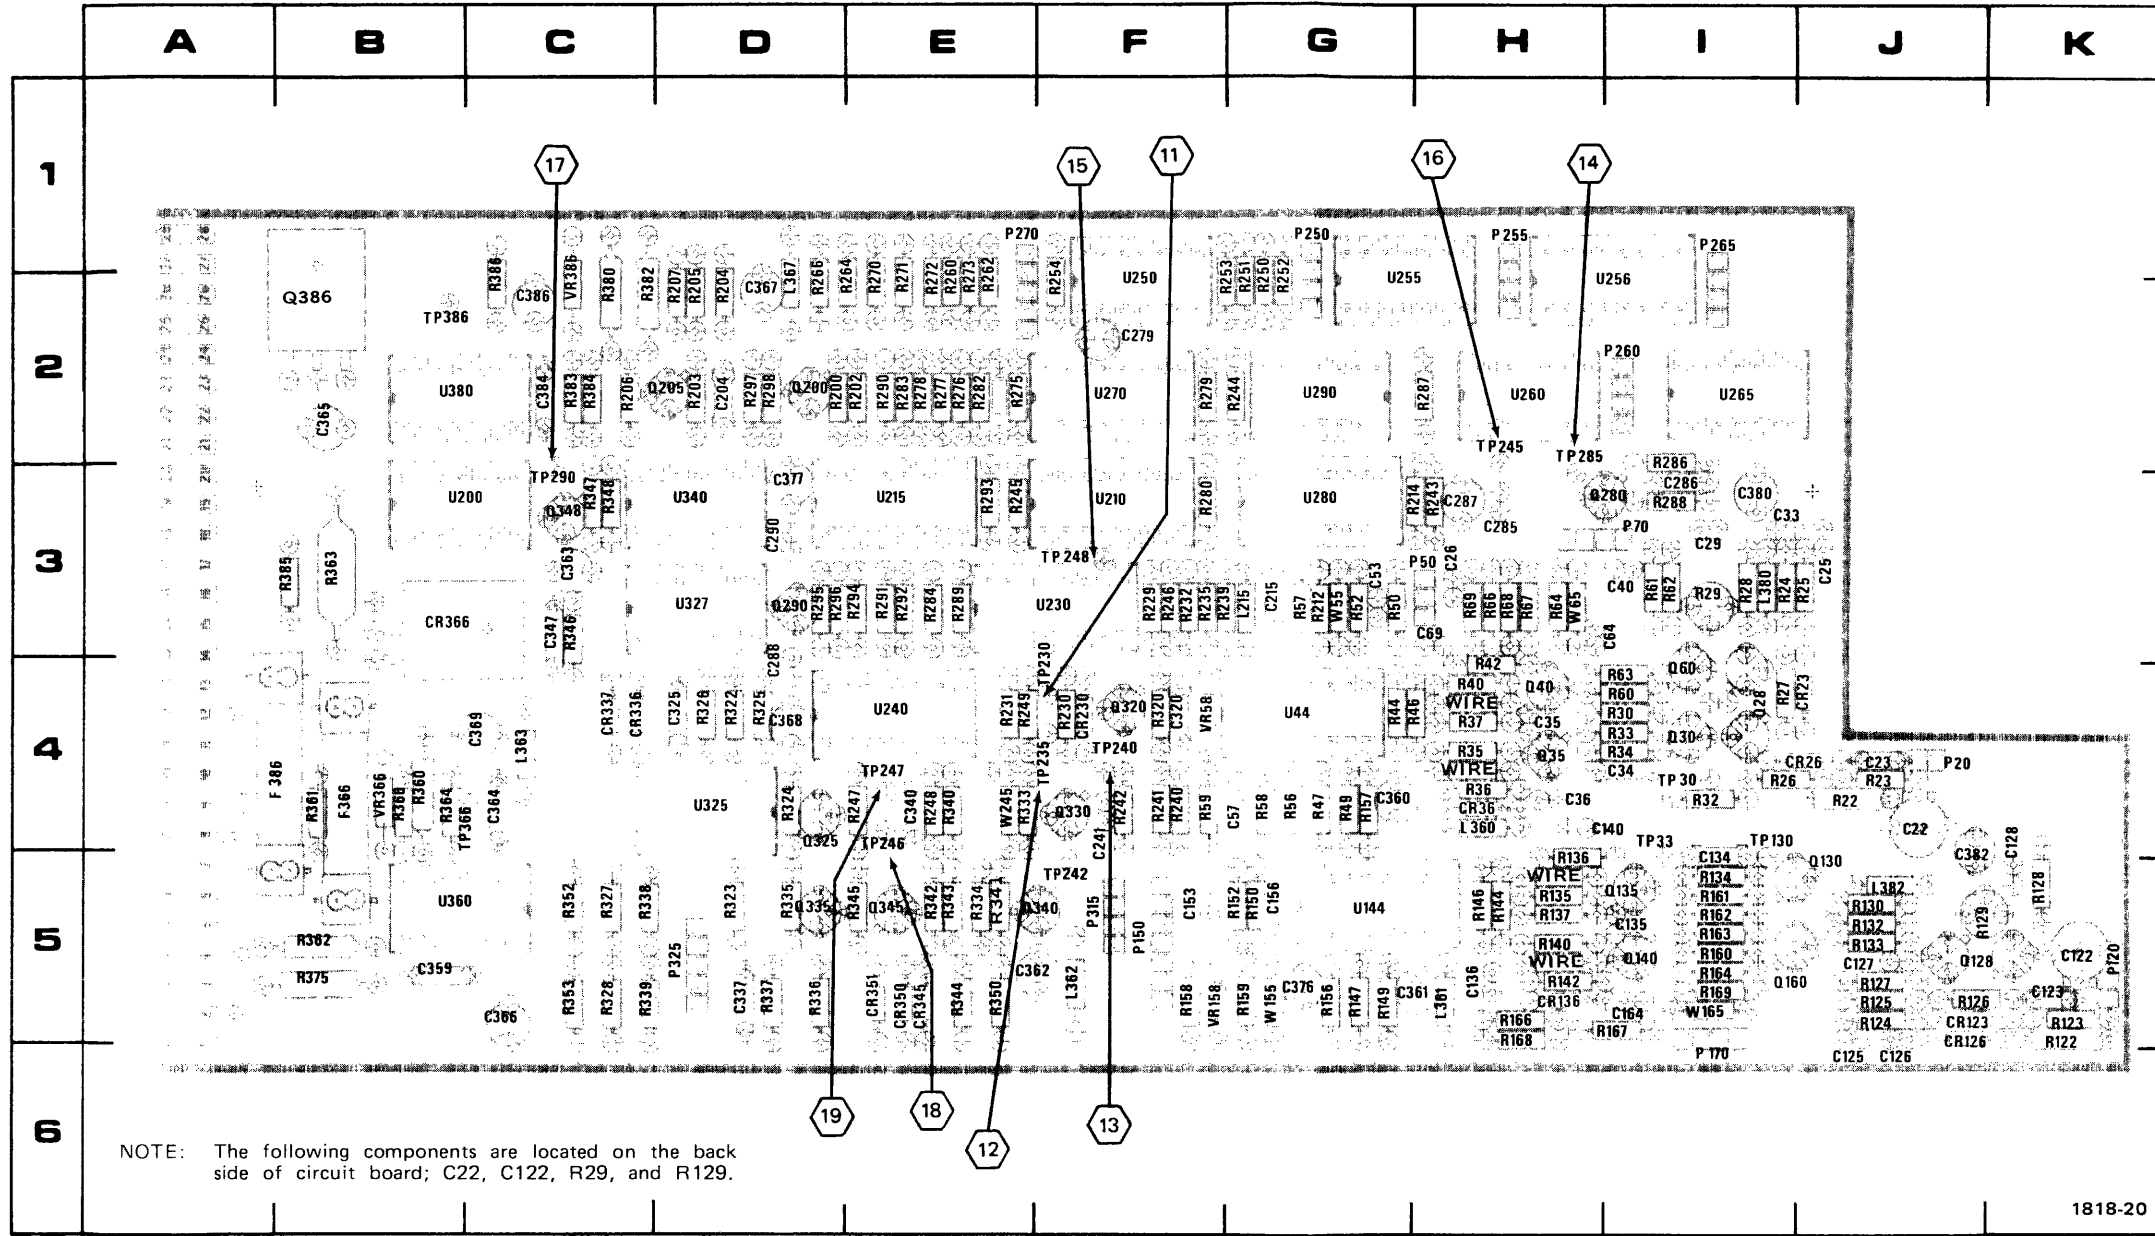 A B C D E F G H I J K
1
17 15 11 16 14
P270 P250 P255 P265
R386 VR386 R380 R382 R207 R205 R204 L367 R266 R264 R270 R271 R272 R260 R273 R262 R254 U250 R253 R251 R250 R252 U255 U256
Q386 C386 C367
TP386 C279
2
P260
U380 C384 R383 R384 R206 Q205 R203 C204 R297 R298 Q200 R200 R202 R290 R283 R278 R277 R276 R282 R275 U270 R279 R244 U290 R287 U260 U265
C365
TP245 TP285
TP290 C377 R286
U200 R347 R348 U340 U215 R293 U210 R280 U280 R214 R243 C287 Q280 C286 C380
Q348 R288
C290 C285 P70 C33
3
R385 R363 C363 TP248 P50 C26 C29
C53 C40 C25
CR366 C347 R346 U327 Q290 R295 R296 R294 R291 R292 R284 R289 U230 R229 R246 R232 R235 R239 L215 C215 R57 R212 W55 R52 R50 R69 R66 R68 R67 R64 W65 R61 R62 R29 R28 L380 R24 R25
C69 C64
C288 TP230 R42 Q60
R63
R40 Q40 R60
C369 L363 CR337 CR336 C325 R326 R322 R325 C368 U240 R231 R249 R230 CR230 Q320 R320 C320 VR58 U44 R44 R46 WIRE R30 Q28 R27 CR23
R37 C35 R33 Q30
4
TP235 TP240 R35 Q35 R34
F386 TP247 WIRE C34 TP30 CR26 R26 C23 R23 P20
R361 F366 VR366 R360 R364 TP366 C364 U325 R324 R247 C340 R248 R340 W245 R333 Q330 R242 R241 R240 R59 C57 R58 R56 R47 R49 R157 C360 R36 C36 R32 R22
CR36
Q325 TP246 C241 L360 C140 TP33 TP130 C22 C128
R136 C134 Q130 C382
TP242 WIRE R134
U360 R352 R327 R338 R323 R335 Q335 R345 Q345 R342 R343 R334 R341 Q340 P315 P150 C153 R152 R150 C156 U144 R146 R144 R135 Q135 R161 L382 R128
R137 R162 R130 R129
5
C135 R163 R132
R362 P325 R140 R160 R133
WIRE Q140 R164 C127 Q128 C122 P120
R375 C359 C337 R337 R336 CR351 CR350 CR345 R344 R350 C362 L362 R158 VR158 R159 W155 C376 R156 R147 R149 C361 L361 C136 R142 Q160 R127 C123
R353 R328 R339 CR136 R169 R125 R126
C366 R166 C164 W165 R124 CR123 R123
R168 R167 CR126 R122
P170 C125 C126
19 18 12 13
6
NOTE: The following components are located on the back
side of circuit board; C22, C122, R29, and R129.
1818-20